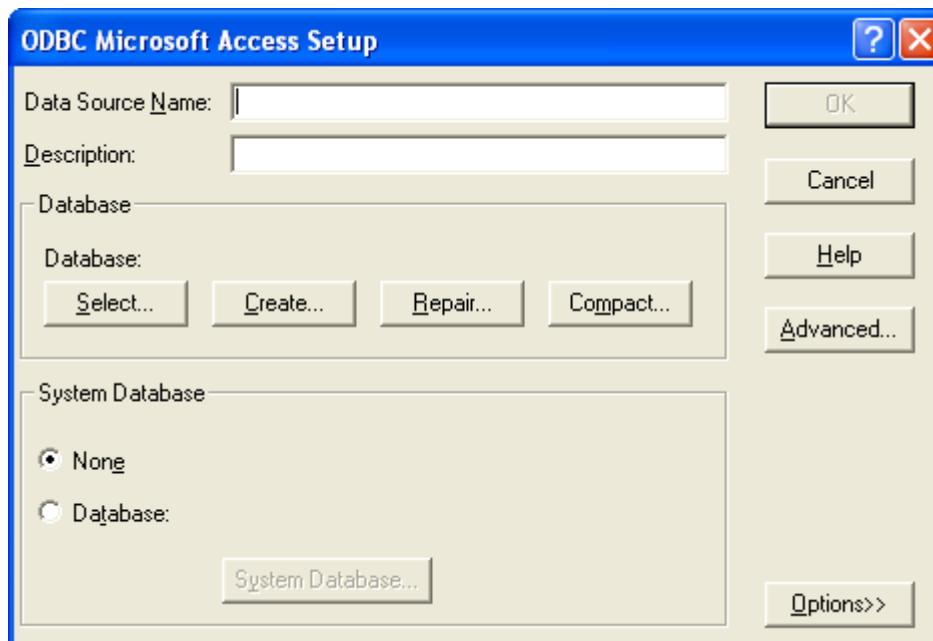 ODBC Microsoft Access Setup
Data Source Name:
OK
Description:
Cancel
Database
Database:
Help
Select...
Create...
Repair...
Compact...
Advanced...
System Database
None
Database:
System Database...
Options>>